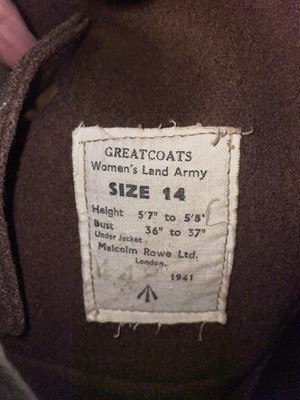 GREATCOATS
Women's Land Army
SIZE 14
Height 5'7" to 5'8"
Bust 36" to 37"
Under Jacket
Malcolm Rowe Ltd.
London.
1941